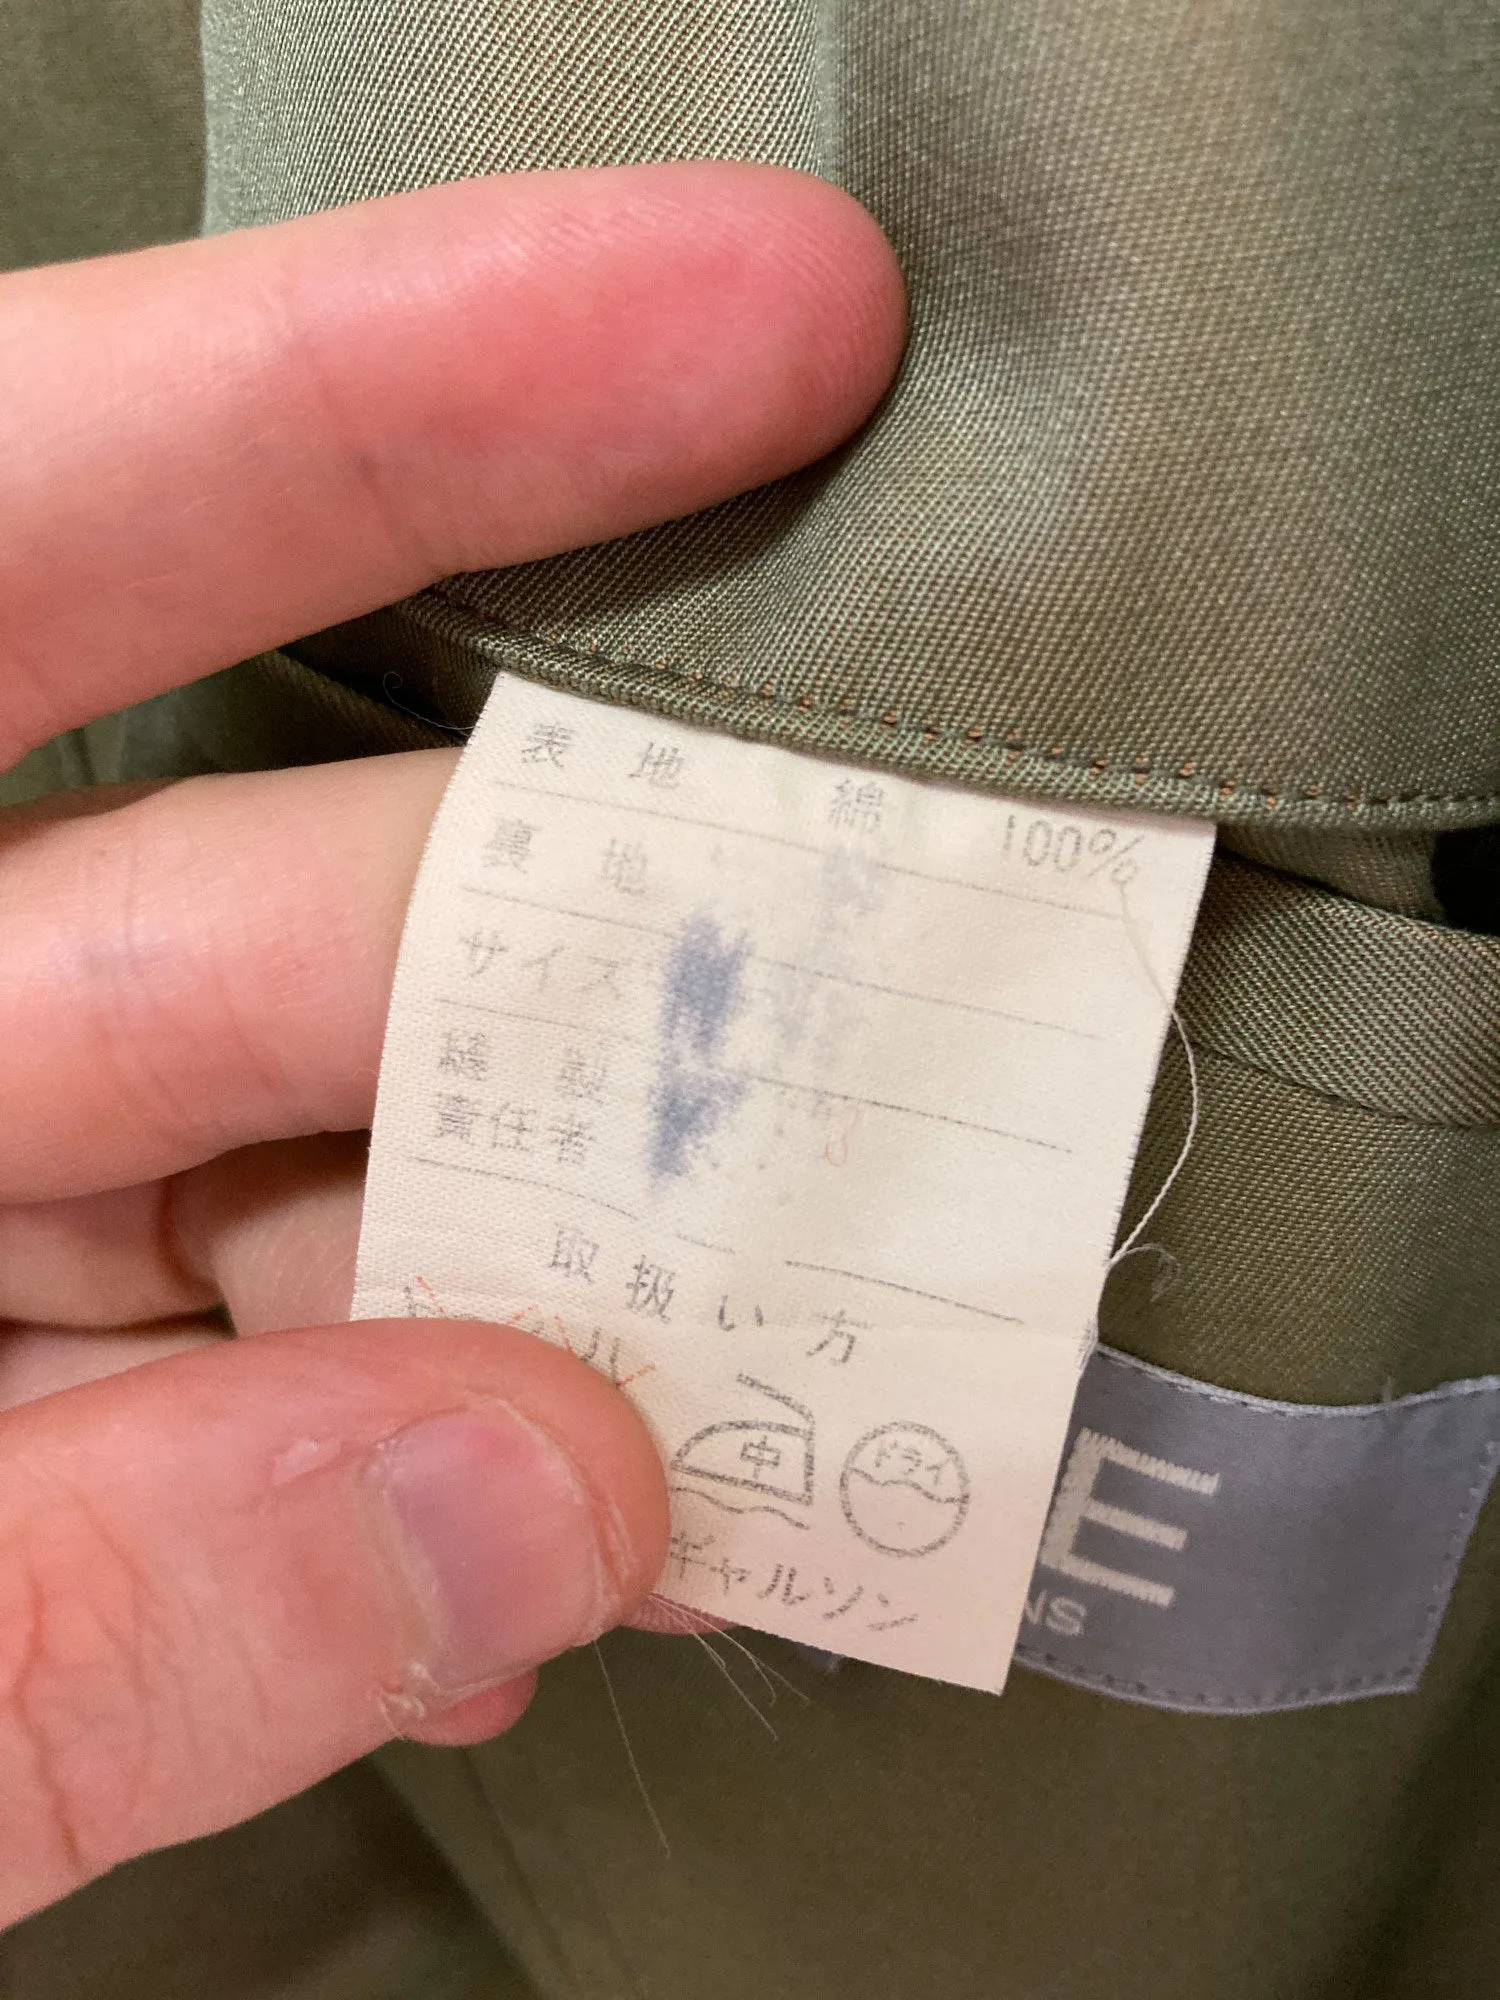 表地 綿 100%
裏地
サイズ
縫製
責任者
取扱い方
中
ドライ
ギャルソン
E
NS